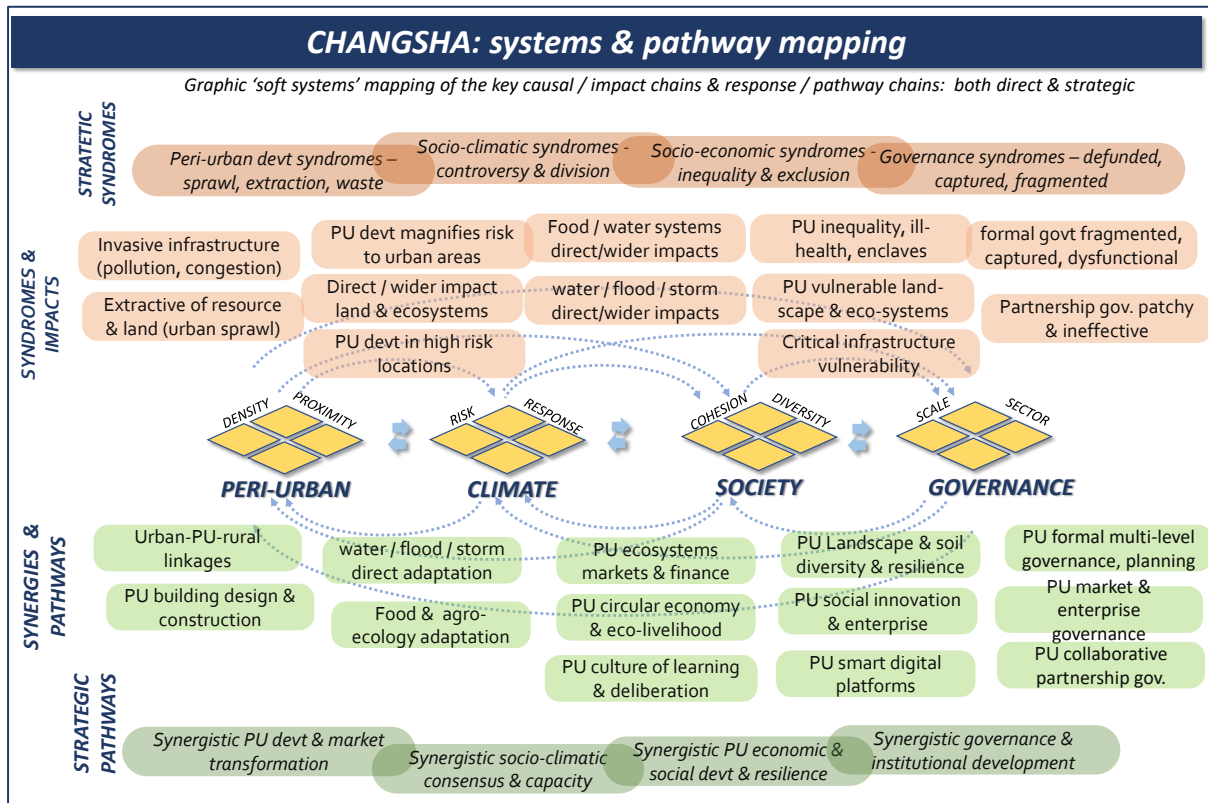 CHANGSHA: systems & pathway mapping
Graphic ‘soft systems’ mapping of the key causal / impact chains & response / pathway chains: both direct & strategic
STRATETIC
SYNDROMES
Peri-urban devt syndromes –
sprawl, extraction, waste
Socio-climatic syndromes -
controversy & division
Socio-economic syndromes -
inequality & exclusion
Governance syndromes – defunded,
captured, fragmented
SYNDROMES &
IMPACTS
Invasive infrastructure
(pollution, congestion)
PU devt magnifies risk
to urban areas
Food / water systems
direct/wider impacts
PU inequality, ill-
health, enclaves
formal govt fragmented,
captured, dysfunctional
Extractive of resource
& land (urban sprawl)
Direct / wider impact
land & ecosystems
water / flood / storm
direct/wider impacts
PU vulnerable land-
scape & eco-systems
Partnership gov. patchy
& ineffective
PU devt in high risk
locations
Critical infrastructure
vulnerability
DENSITY
PROXIMITY
RISK
RESPONSE
COHESION
DIVERSITY
SCALE
SECTOR
PERI-URBAN
CLIMATE
SOCIETY
GOVERNANCE
SYNERGIES &
PATHWAYS
Urban-PU-rural
linkages
water / flood / storm
direct adaptation
PU ecosystems
markets & finance
PU Landscape & soil
diversity & resilience
PU formal multi-level
governance, planning
PU building design &
construction
Food & agro-
ecology adaptation
PU circular economy
& eco-livelihood
PU social innovation
& enterprise
PU market &
enterprise
governance
PU culture of learning
& deliberation
PU smart digital
platforms
PU collaborative
partnership gov.
STRATEGIC
PATHWAYS
Synergistic PU devt & market
transformation
Synergistic socio-climatic
consensus & capacity
Synergistic PU economic &
social devt & resilience
Synergistic governance &
institutional development